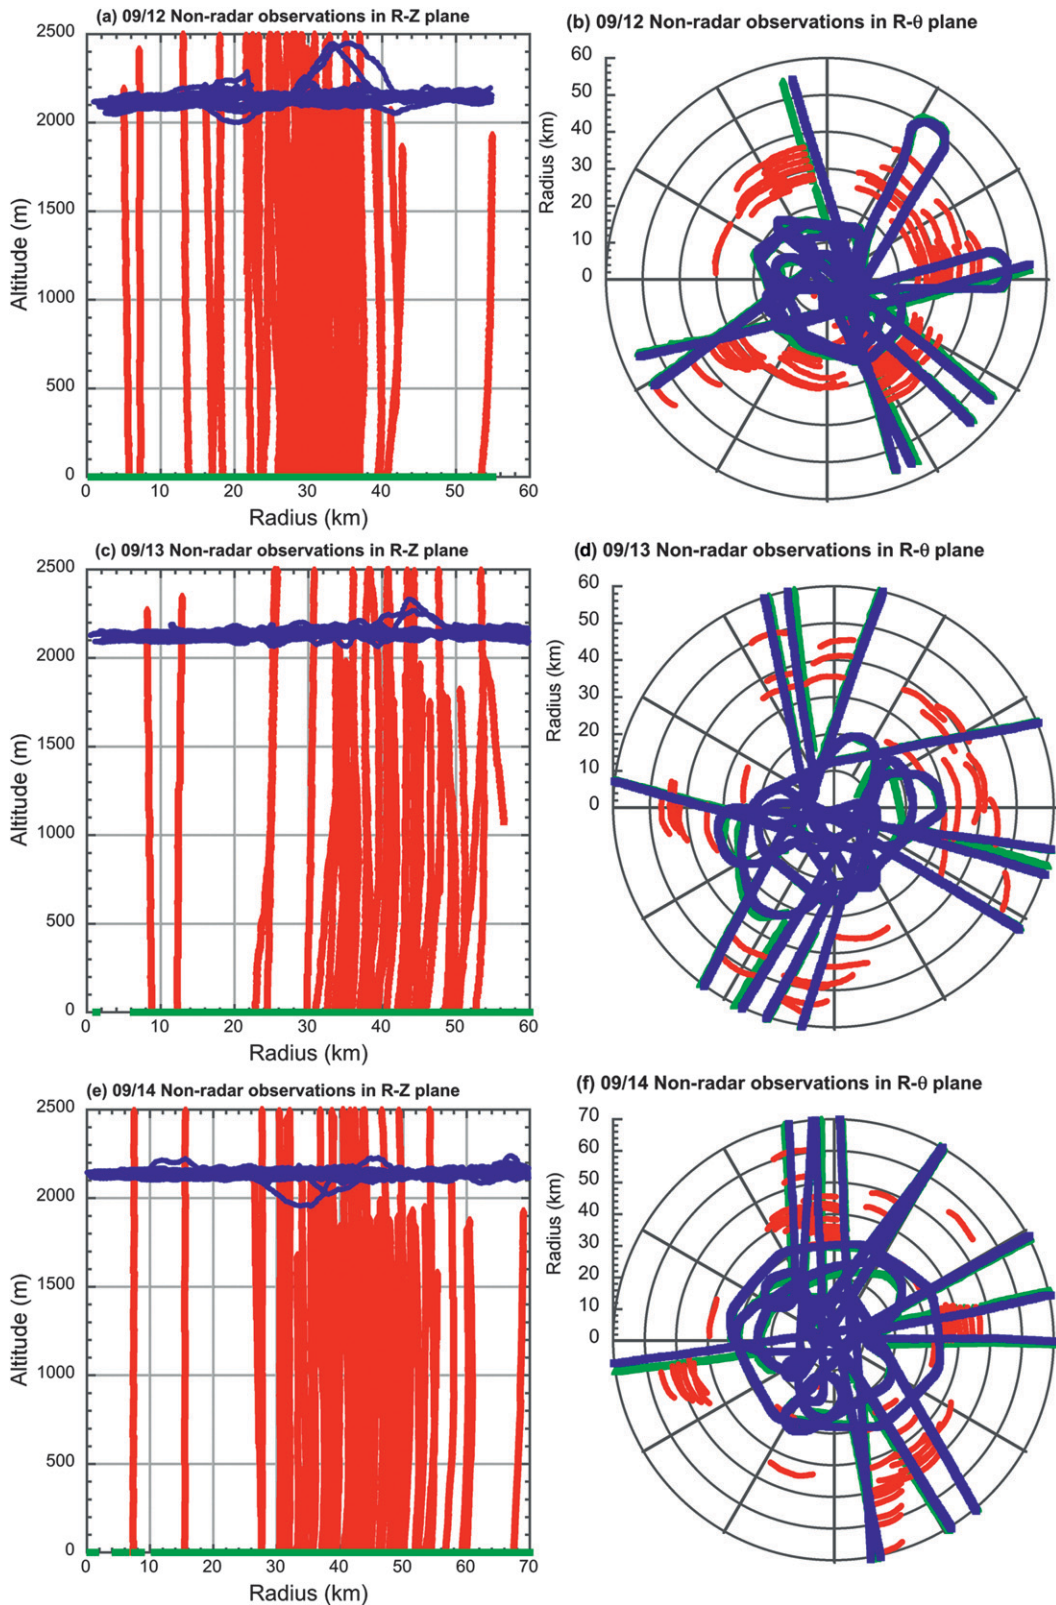 (a) 09/12 Non-radar observations in R-Z plane
2500
2000
1500
1000
500
0
Altitude (m)
0 10 20 30 40 50 60
Radius (km)
(b) 09/12 Non-radar observations in R-θ plane
60
50
40
30
20
10
0
Radius (km)
(c) 09/13 Non-radar observations in R-Z plane
2500
2000
1500
1000
500
0
Altitude (m)
0 10 20 30 40 50 60
Radius (km)
(d) 09/13 Non-radar observations in R-θ plane
60
50
40
30
20
10
0
Radius (km)
(e) 09/14 Non-radar observations in R-Z plane
2500
2000
1500
1000
500
0
Altitude (m)
0 10 20 30 40 50 60 70
Radius (km)
(f) 09/14 Non-radar observations in R-θ plane
70
60
50
40
30
20
10
0
Radius (km)